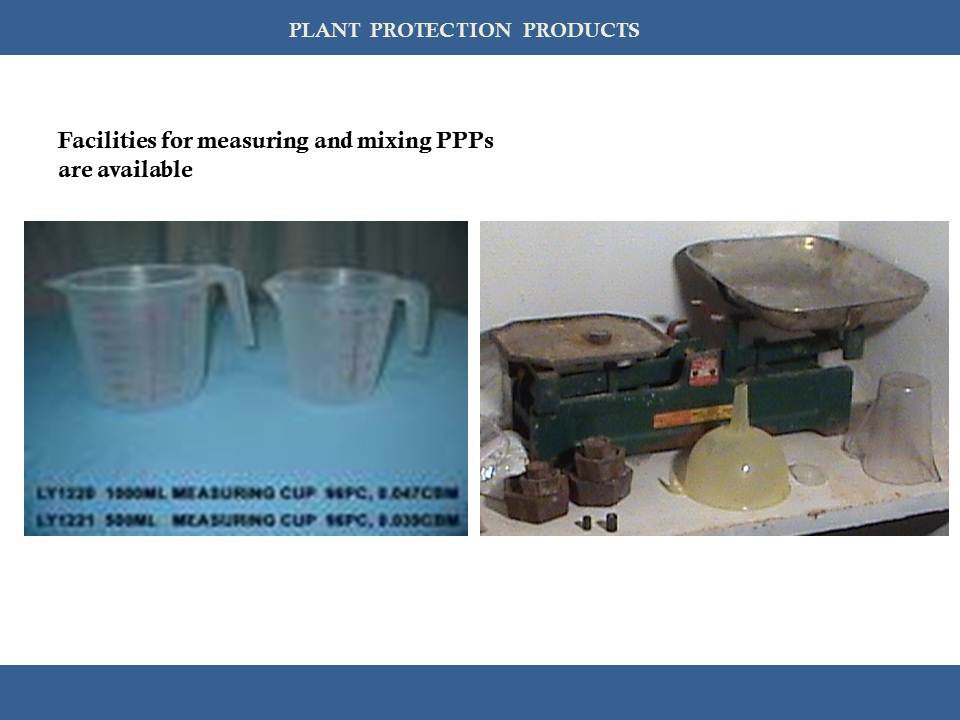 PLANT PROTECTION PRODUCTS
Facilities for measuring and mixing PPPs
are available
LY1220 1000ML MEASURING CUP 96PC, 0.047CBM
LY1221 500ML MEASURING CUP 96PC, 0.035CBM